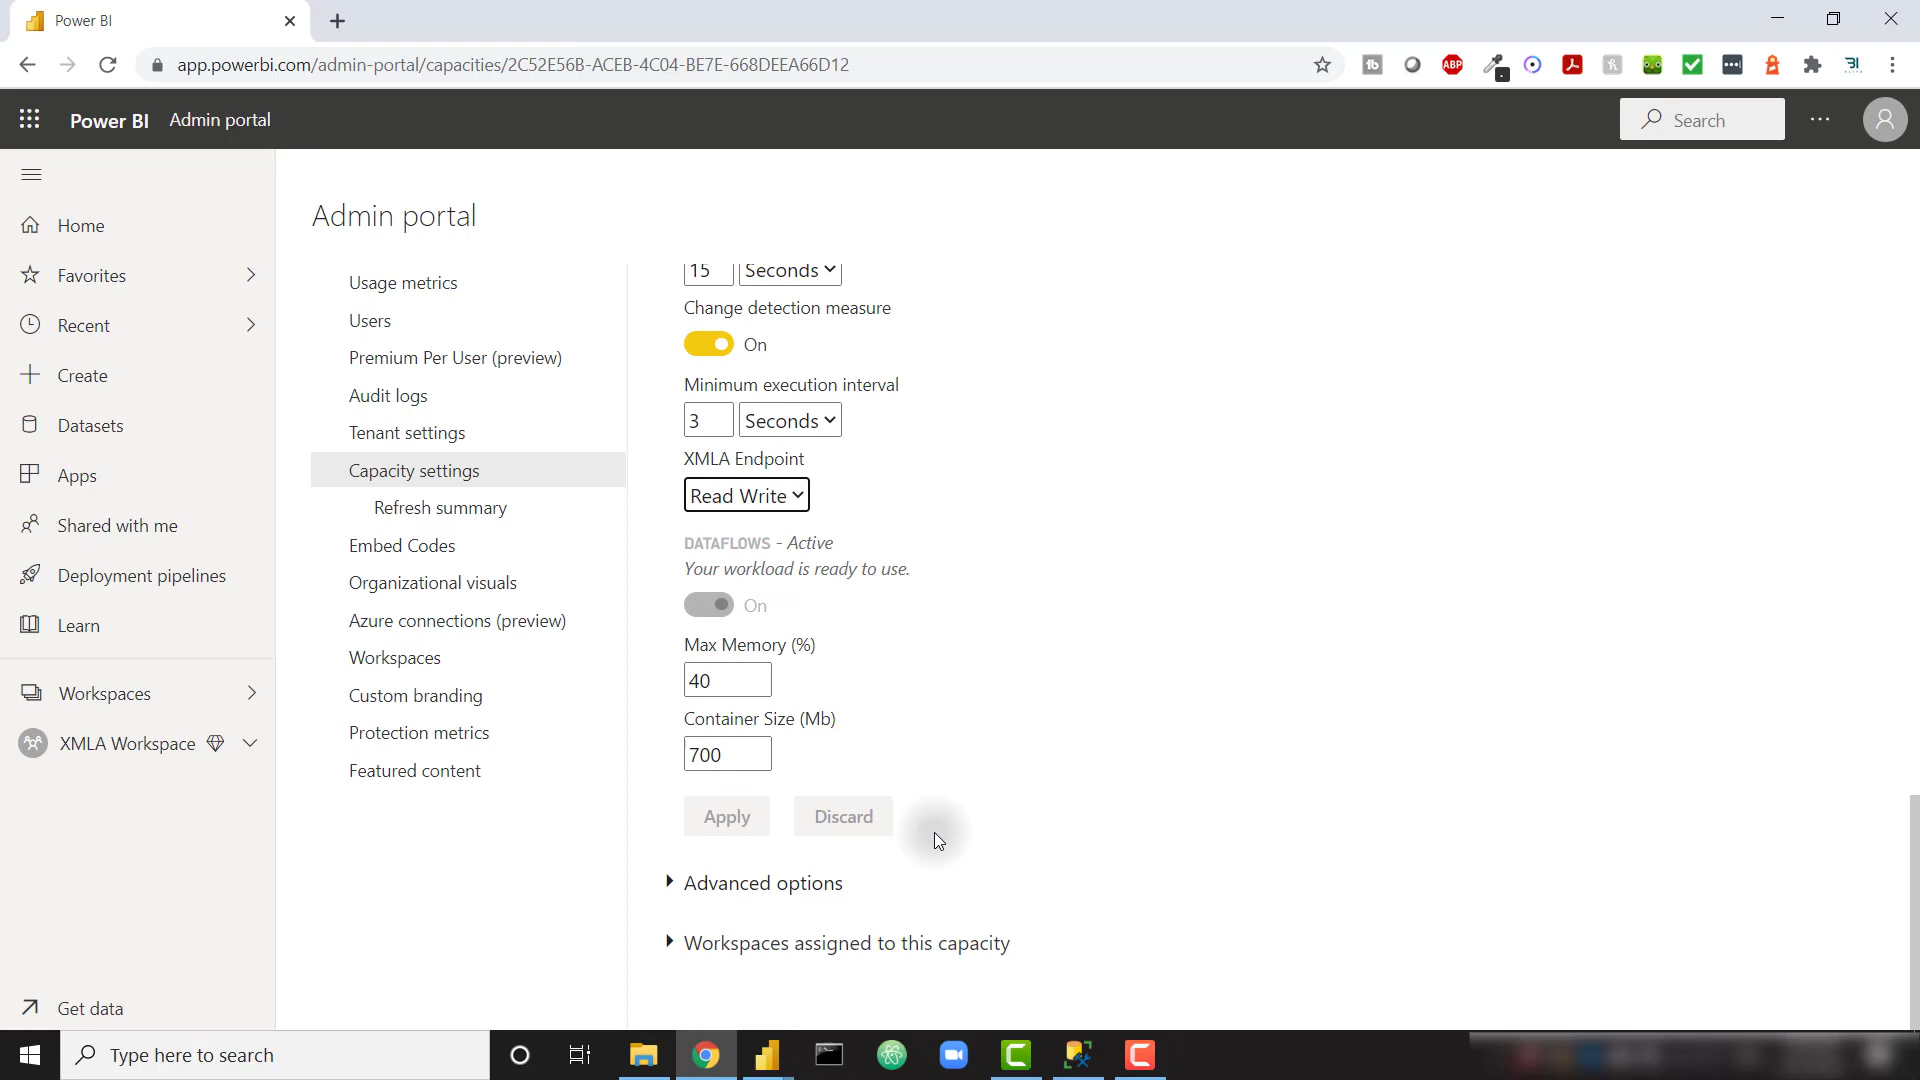 Power BI
app.powerbi.com/admin-portal/capacities/2C52E56B-ACEB-4C04-BE7E-668DEEA66D12
ABP
Power BI Admin portal
Search
Home
Favorites
Recent
Create
Datasets
Apps
Shared with me
Deployment pipelines
Learn
Workspaces
XMLA Workspace
Get data
Admin portal
Usage metrics
Users
Premium Per User (preview)
Audit logs
Tenant settings
Capacity settings
Refresh summary
Embed Codes
Organizational visuals
Azure connections (preview)
Workspaces
Custom branding
Protection metrics
Featured content
15 Seconds
Change detection measure
On
Minimum execution interval
3 Seconds
XMLA Endpoint
Read Write
DATAFLOWS - Active
Your workload is ready to use.
On
Max Memory (%)
40
Container Size (Mb)
700
Apply Discard
Advanced options
Workspaces assigned to this capacity
Type here to search